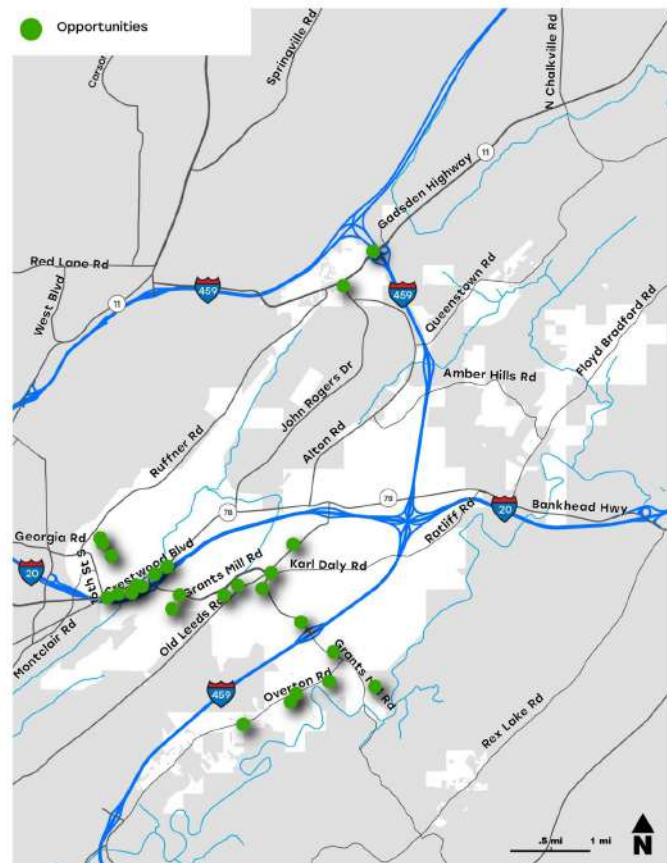 Opportunities
Carson
Springville Rd
N Chalkville Rd
11
Gadsden Highway
Red Lane Rd
459
West Blvd
11
459
Queenstown Rd
Floyd Bradford Rd
John Rogers Dr
Amber Hills Rd
Ruffner Rd
Alton Rd
78
78
20
Bankhead Hwy
Ratliff Rd
Georgia Rd
20
16th St S
Crestwood Blvd
Grants Mill Rd
Karl Daly Rd
Old Leeds Rd
Montclair Rd
459
Overton Rd
Grants Mill Rd
Rex Lake Rd
.5 mi
1 mi
N